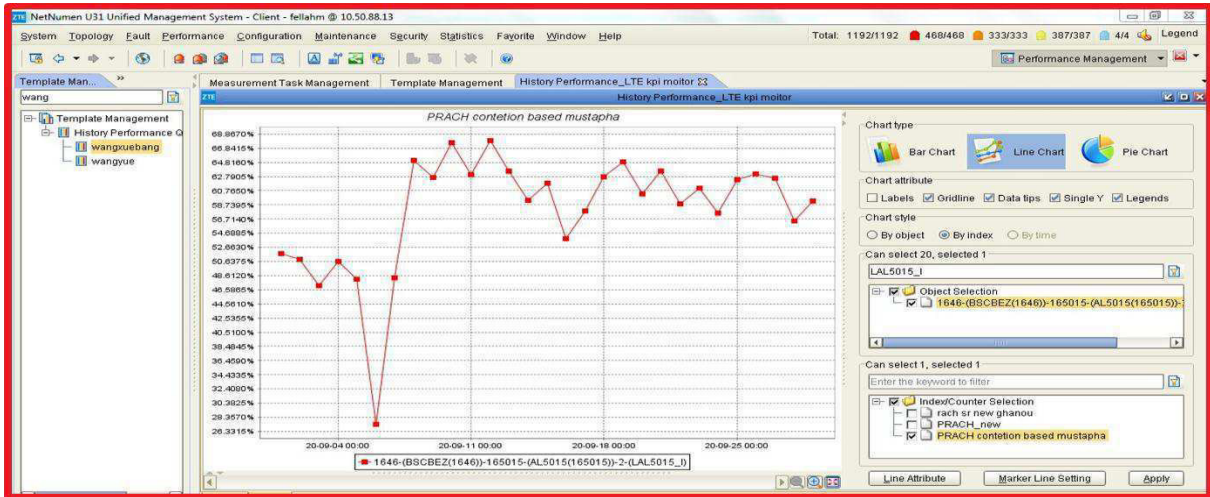 ZTE NetNumen U31 Unified Management System - Client - fellahm @ 10.50.88.13
System Topology Fault Performance Configuration Maintenance Security Statistics Favorite Window Help Total: 1192/1192 468/468 333/333 387/387 4/4 Legend
Performance Management
Template Man... Measurement Task Management Template Management History Performance_LTE kpi moitor
wang
ZTE History Performance_LTE kpi moitor
Template Management
History Performance Q
wangxuebang
wangyue
PRACH contetion based mustapha
68.8670%
66.8415%
64.8160%
62.7905%
60.7650%
58.7395%
56.7140%
54.6885%
52.6630%
50.6375%
48.6120%
46.5865%
44.5610%
42.5355%
40.5100%
38.4845%
36.4590%
34.4335%
32.4080%
30.3825%
28.3570%
26.3315%
20-09-04 00:00 20-09-11 00:00 20-09-18 00:00 20-09-25 00:00
1646-(BSCBEZ(1646))-165015-(AL5015(165015))-2-(LAL5015_I)
Chart type
Bar Chart Line Chart Pie Chart
Chart attribute
Labels Gridline Data tips Single Y Legends
Chart style
By object By index By time
Can select 20, selected 1
LAL5015_I
Object Selection
1646-(BSCBEZ(1646))-165015-(AL5015(165015))-
Can select 1, selected 1
Enter the keyword to filter
Index/Counter Selection
rach sr new ghanou
PRACH_new
PRACH contetion based mustapha
Line Attribute Marker Line Setting Apply